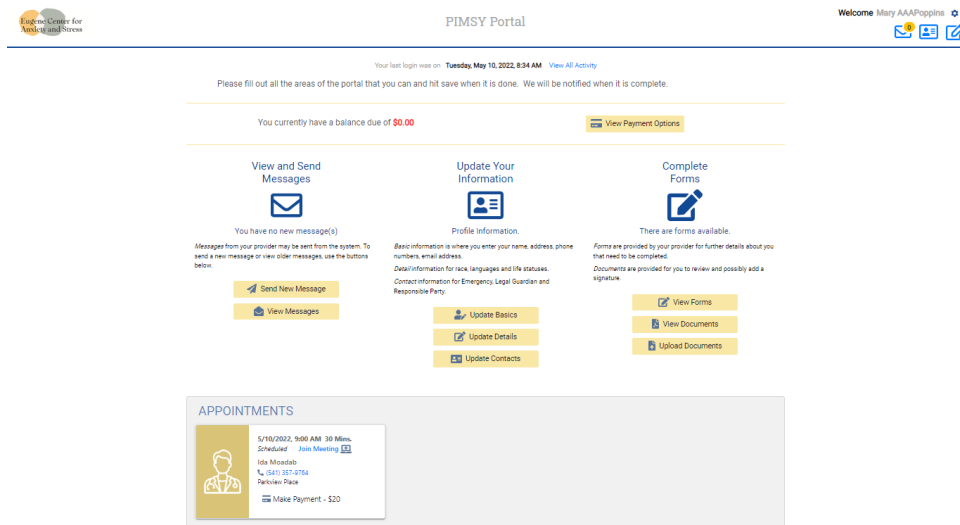 Eugene Center for
Anxiety and Stress
PIMSY Portal
Welcome Mary AAAPoppins
0
Your last login was on Tuesday, May 10, 2022, 8:34 AM View All Activity
Please fill out all the areas of the portal that you can and hit save when it is done. We will be notified when it is complete.
You currently have a balance due of $0.00
View Payment Options
View and Send
Messages
You have no new message(s)
Messages from your provider may be sent from the system. To
send a new message or view older messages, use the buttons
below.
Send New Message
View Messages
Update Your
Information
Profile Information.
Basic information is where you enter your name, address, phone
numbers, email address.
Detail information for race, languages and life statuses.
Contact information for Emergency, Legal Guardian and
Responsible Party.
Update Basics
Update Details
Update Contacts
Complete
Forms
There are forms available.
Forms are provided by your provider for further details about you
that need to be completed.
Documents are provided for you to review and possibly add a
signature.
View Forms
View Documents
Upload Documents
APPOINTMENTS
5/10/2022, 9:00 AM 30 Mins.
Scheduled Join Meeting
Ida Moadab
(541) 357-9764
Parkview Place
Make Payment - $20